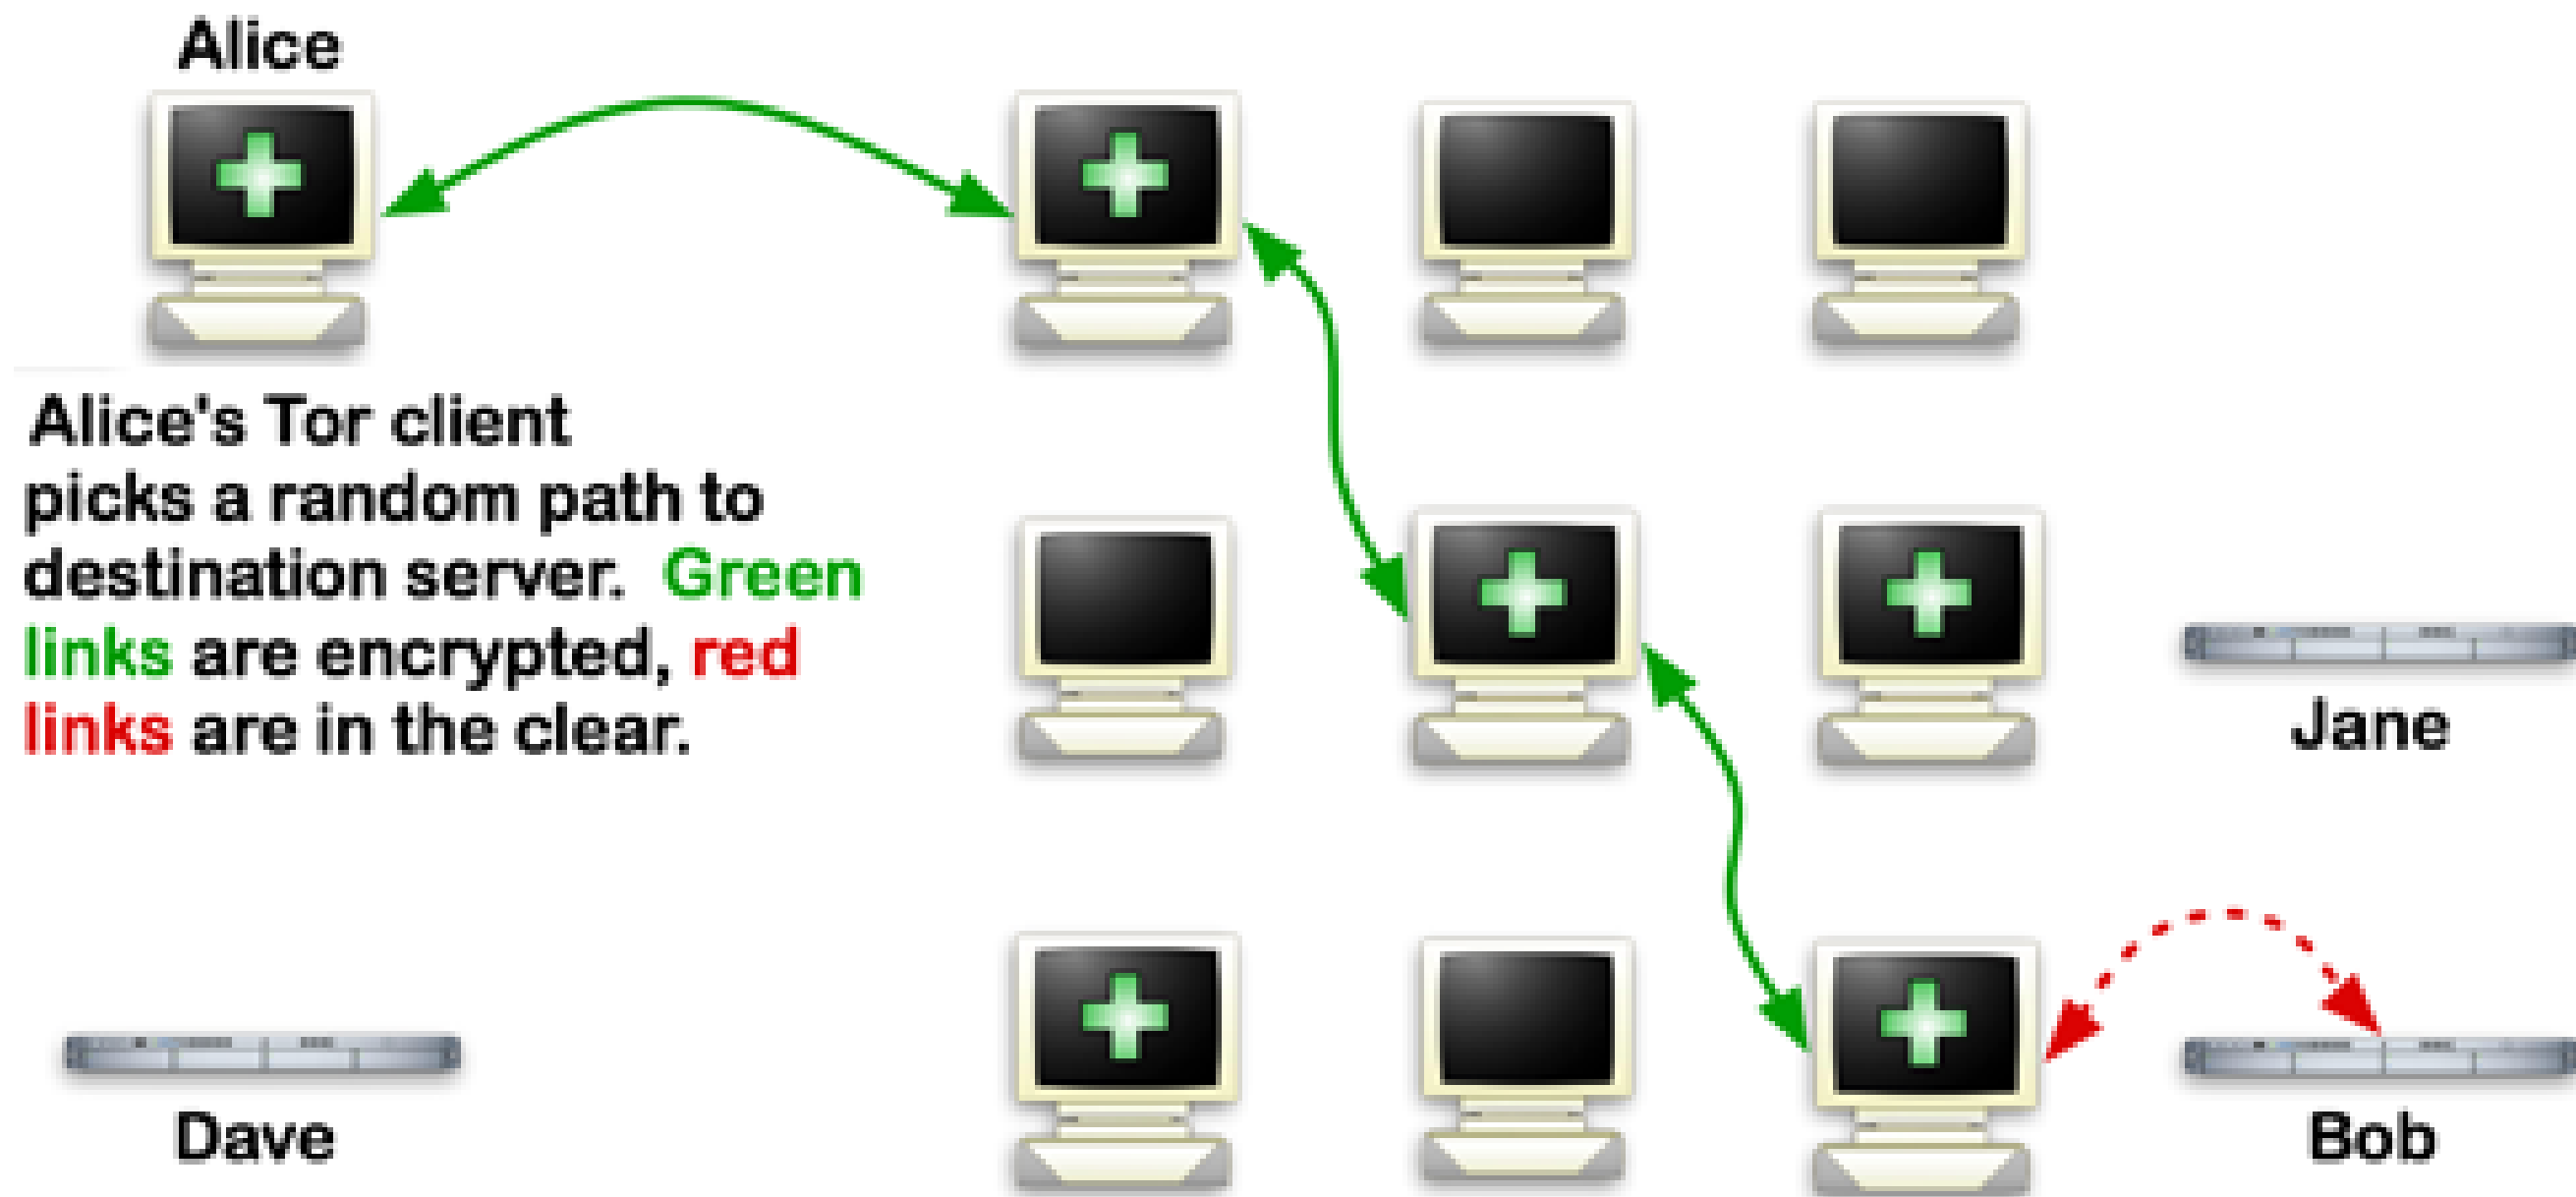 Alice
Alice's Tor client
picks a random path to
destination server. Green
links are encrypted, red
links are in the clear.
Jane
Dave
Bob